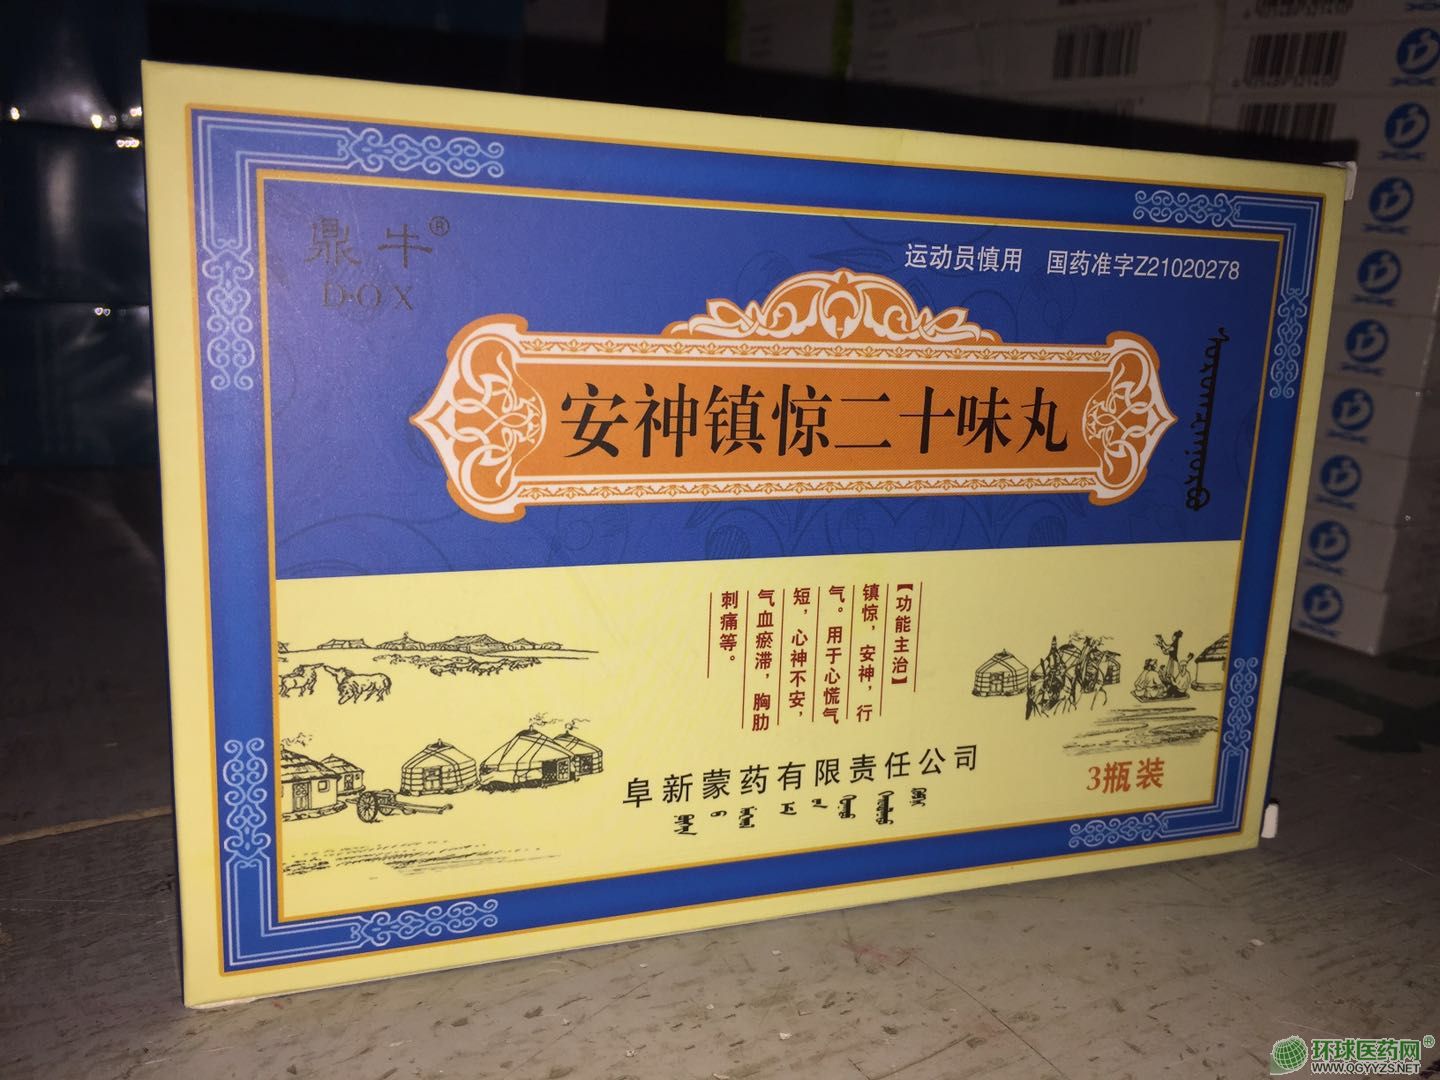 鼎牛®
D·O·X
运动员慎用 国药准字Z21020278
安神镇惊二十味丸
【功能主治】
镇惊，安神，行
气。用于心慌气
短，心神不安，
气血瘀滞，胸肋
刺痛等。
阜新蒙药有限责任公司
3瓶装
环球医药网®
WWW.QGYYZS.NET